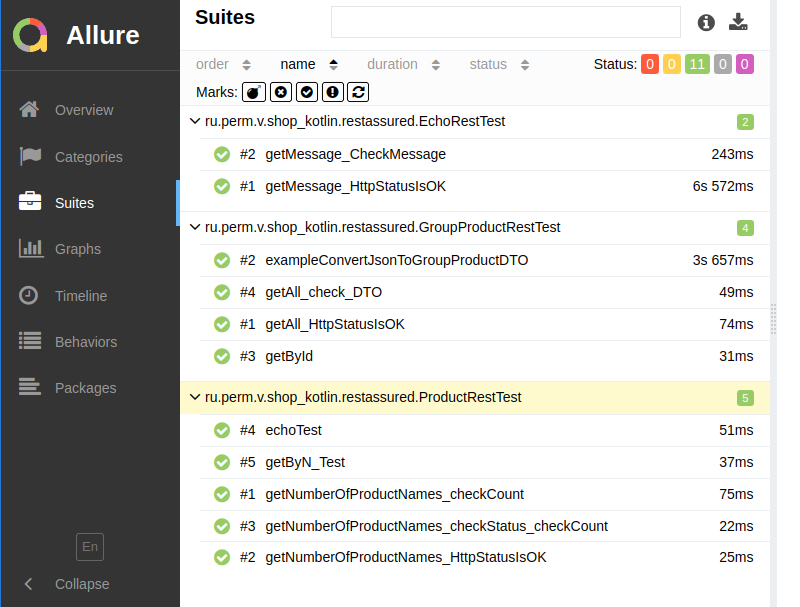 Allure
Overview
Categories
Suites
Graphs
Timeline
Behaviors
Packages
En
Collapse
Suites
order name duration status Status: 0 0 11 0 0
Marks:
ru.perm.v.shop_kotlin.restassured.EchoRestTest 2
#2 getMessage_CheckMessage 243ms
#1 getMessage_HttpStatusIsOK 6s 572ms
ru.perm.v.shop_kotlin.restassured.GroupProductRestTest 4
#2 exampleConvertJsonToGroupProductDTO 3s 657ms
#4 getAll_check_DTO 49ms
#1 getAll_HttpStatusIsOK 74ms
#3 getById 31ms
ru.perm.v.shop_kotlin.restassured.ProductRestTest 5
#4 echoTest 51ms
#5 getByN_Test 37ms
#1 getNumberOfProductNames_checkCount 75ms
#3 getNumberOfProductNames_checkStatus_checkCount 22ms
#2 getNumberOfProductNames_HttpStatusIsOK 25ms